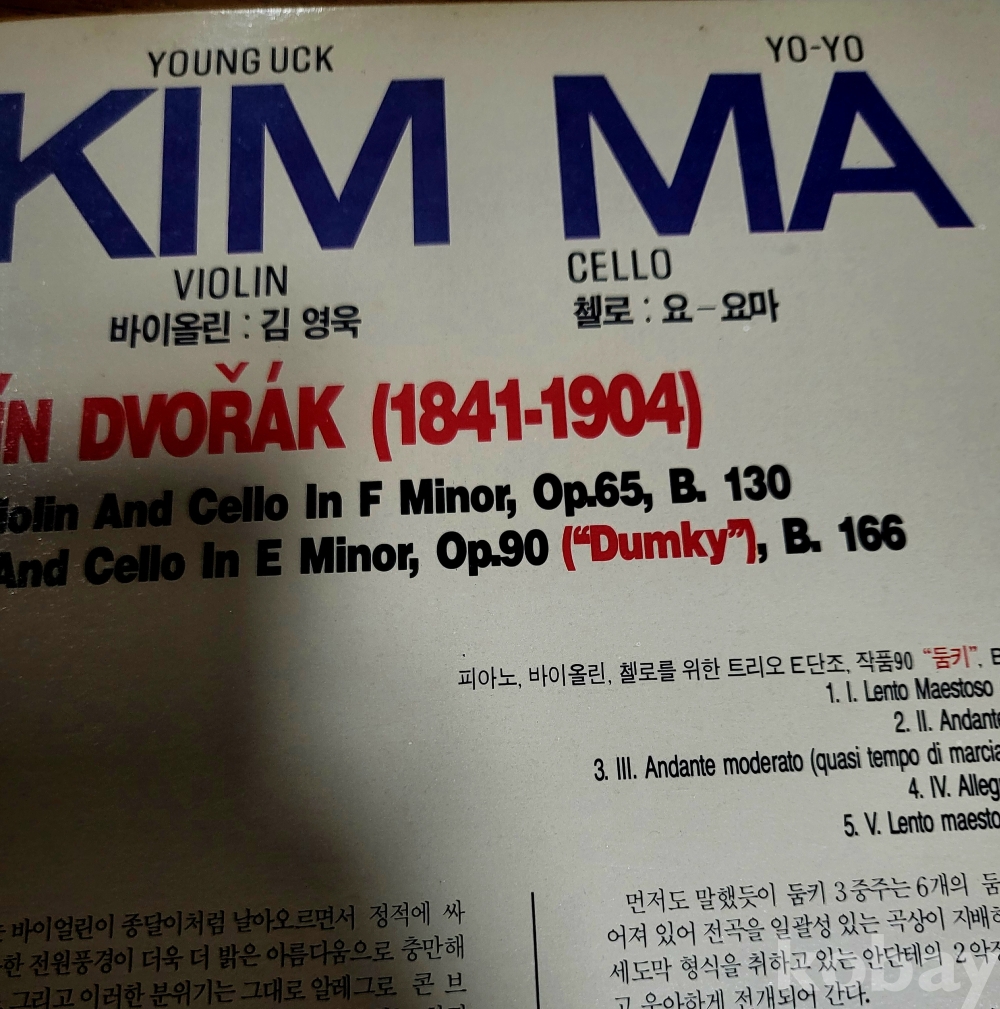 YOUNG UCK
KIM
VIOLIN
바이올린 : 김 영욱
YO-YO
MA
CELLO
첼로 : 요-요마
ÍN DVOŘÁK (1841-1904)
iolin And Cello In F Minor, Op.65, B. 130
And Cello In E Minor, Op.90 (“Dumky”), B. 166
피아노, 바이올린, 첼로를 위한 트리오 E단조, 작품90 “둠키”, B
1. I. Lento Maestoso
2. II. Andante
3. III. Andante moderato (quasi tempo di marcia
4. IV. Alleg
5. V. Lento maesto
바이얼린이 종달이처럼 날아오르면서 정적에 싸
한 전원풍경이 더욱 더 밝은 아름다움으로 충만해
그리고 이러한 분위기는 그대로 알레그로 콘 브
먼저도 말했듯이 둠키 3중주는 6개의 둠
어져 있어 전곡을 일괄성 있는 곡상이 지배하
세도막 형식을 취하고 있는 안단테의 2악장
고 우아하게 전개되어 간다.
kobay